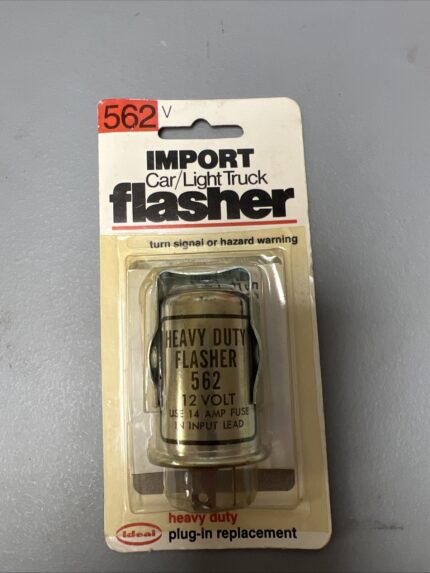 562 V
IMPORT
Car/Light Truck
flasher
turn signal or hazard warning
HEAVY DUTY
FLASHER
562
12 VOLT
USE 14 AMP FUSE
IN INPUT LEAD
heavy duty
Ideal plug-in replacement